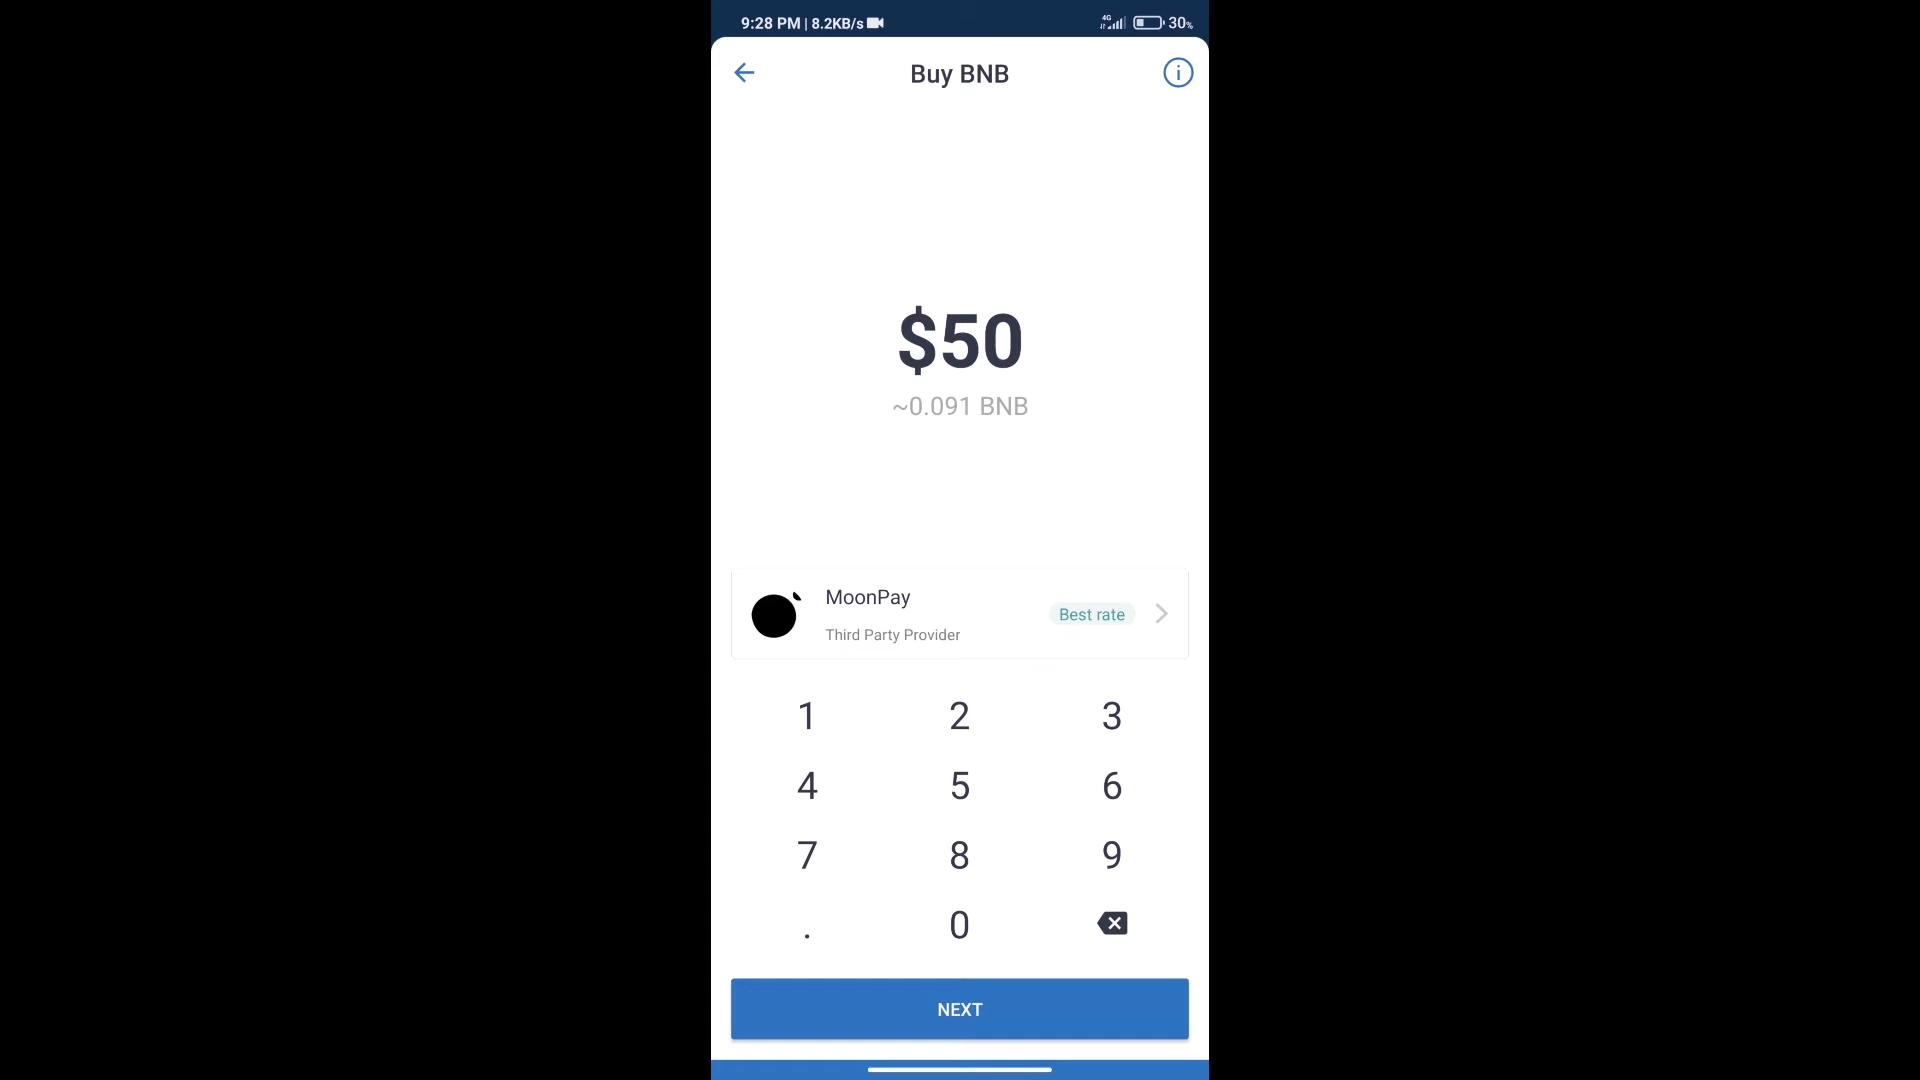 9:28 PM | 8.2KB/s 4G 30%
Buy BNB
$50
~0.091 BNB
MoonPay
Best rate
Third Party Provider
1 2 3
4 5 6
7 8 9
. 0
NEXT